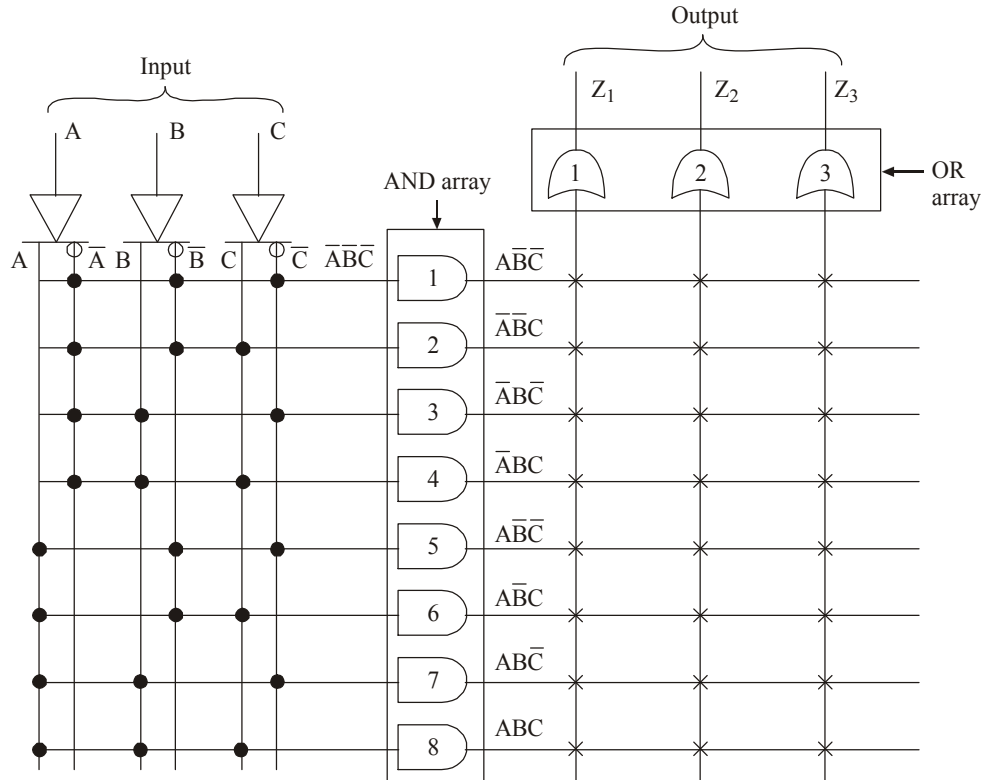 Output
Input
Z₁ Z₂ Z₃
A B C
1 2 3
OR array
AND array
A A̅ B B̅ C C̅
A̅B̅C̅ 1 AB̅C̅
2 A̅B̅C
3 A̅BC̅
4 A̅BC
5 AB̅C̅
6 AB̅C
7 ABC̅
8 ABC